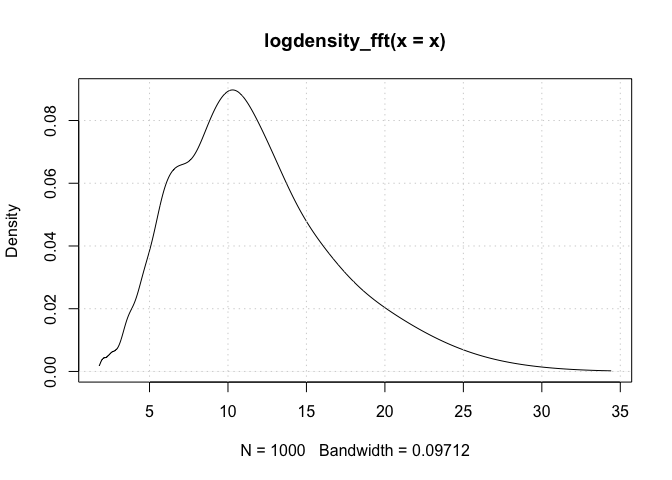 logdensity_fft(x = x)
Density
0.08
0.06
0.04
0.02
0.00
5 10 15 20 25 30 35
N = 1000 Bandwidth = 0.09712